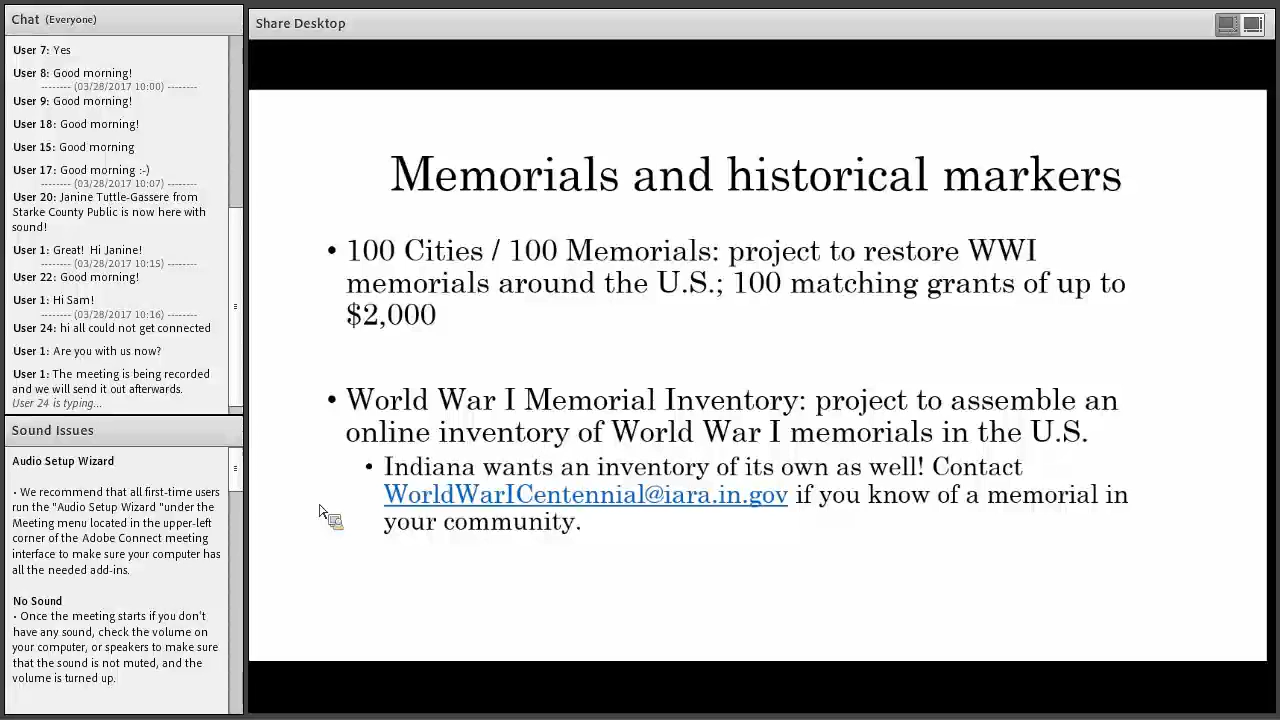 Chat (Everyone)
User 7: Yes
User 8: Good morning!
-------- (03/28/2017 10:00) --------
User 9: Good morning!
User 18: Good morning!
User 15: Good morning
User 17: Good morning :-)
-------- (03/28/2017 10:07) --------
User 20: Janine Tuttle-Gassere from
Starke County Public is now here with
sound!
User 1: Great!  Hi Janine!
-------- (03/28/2017 10:15) --------
User 22: Good morning!
User 1: Hi Sam!
-------- (03/28/2017 10:16) --------
User 24: hi all could not get connected
User 1: Are you with us now?
User 1: The meeting is being recorded
and we will send it out afterwards.
User 24 is typing...
Sound Issues
Audio Setup Wizard
• We recommend that all first-time users
run the "Audio Setup Wizard "under the
Meeting menu located in the upper-left
corner of the Adobe Connect meeting
interface to make sure your computer has
all the needed add-ins.
No Sound
• Once the meeting starts if you don't
have any sound, check the volume on
your computer, or speakers to make sure
that the sound is not muted, and the
volume is turned up.
Share Desktop
Memorials and historical markers
• 100 Cities / 100 Memorials: project to restore WWI
memorials around the U.S.; 100 matching grants of up to
$2,000
• World War I Memorial Inventory: project to assemble an
online inventory of World War I memorials in the U.S.
• Indiana wants an inventory of its own as well! Contact
WorldWarICentennial@iara.in.gov if you know of a memorial in
your community.